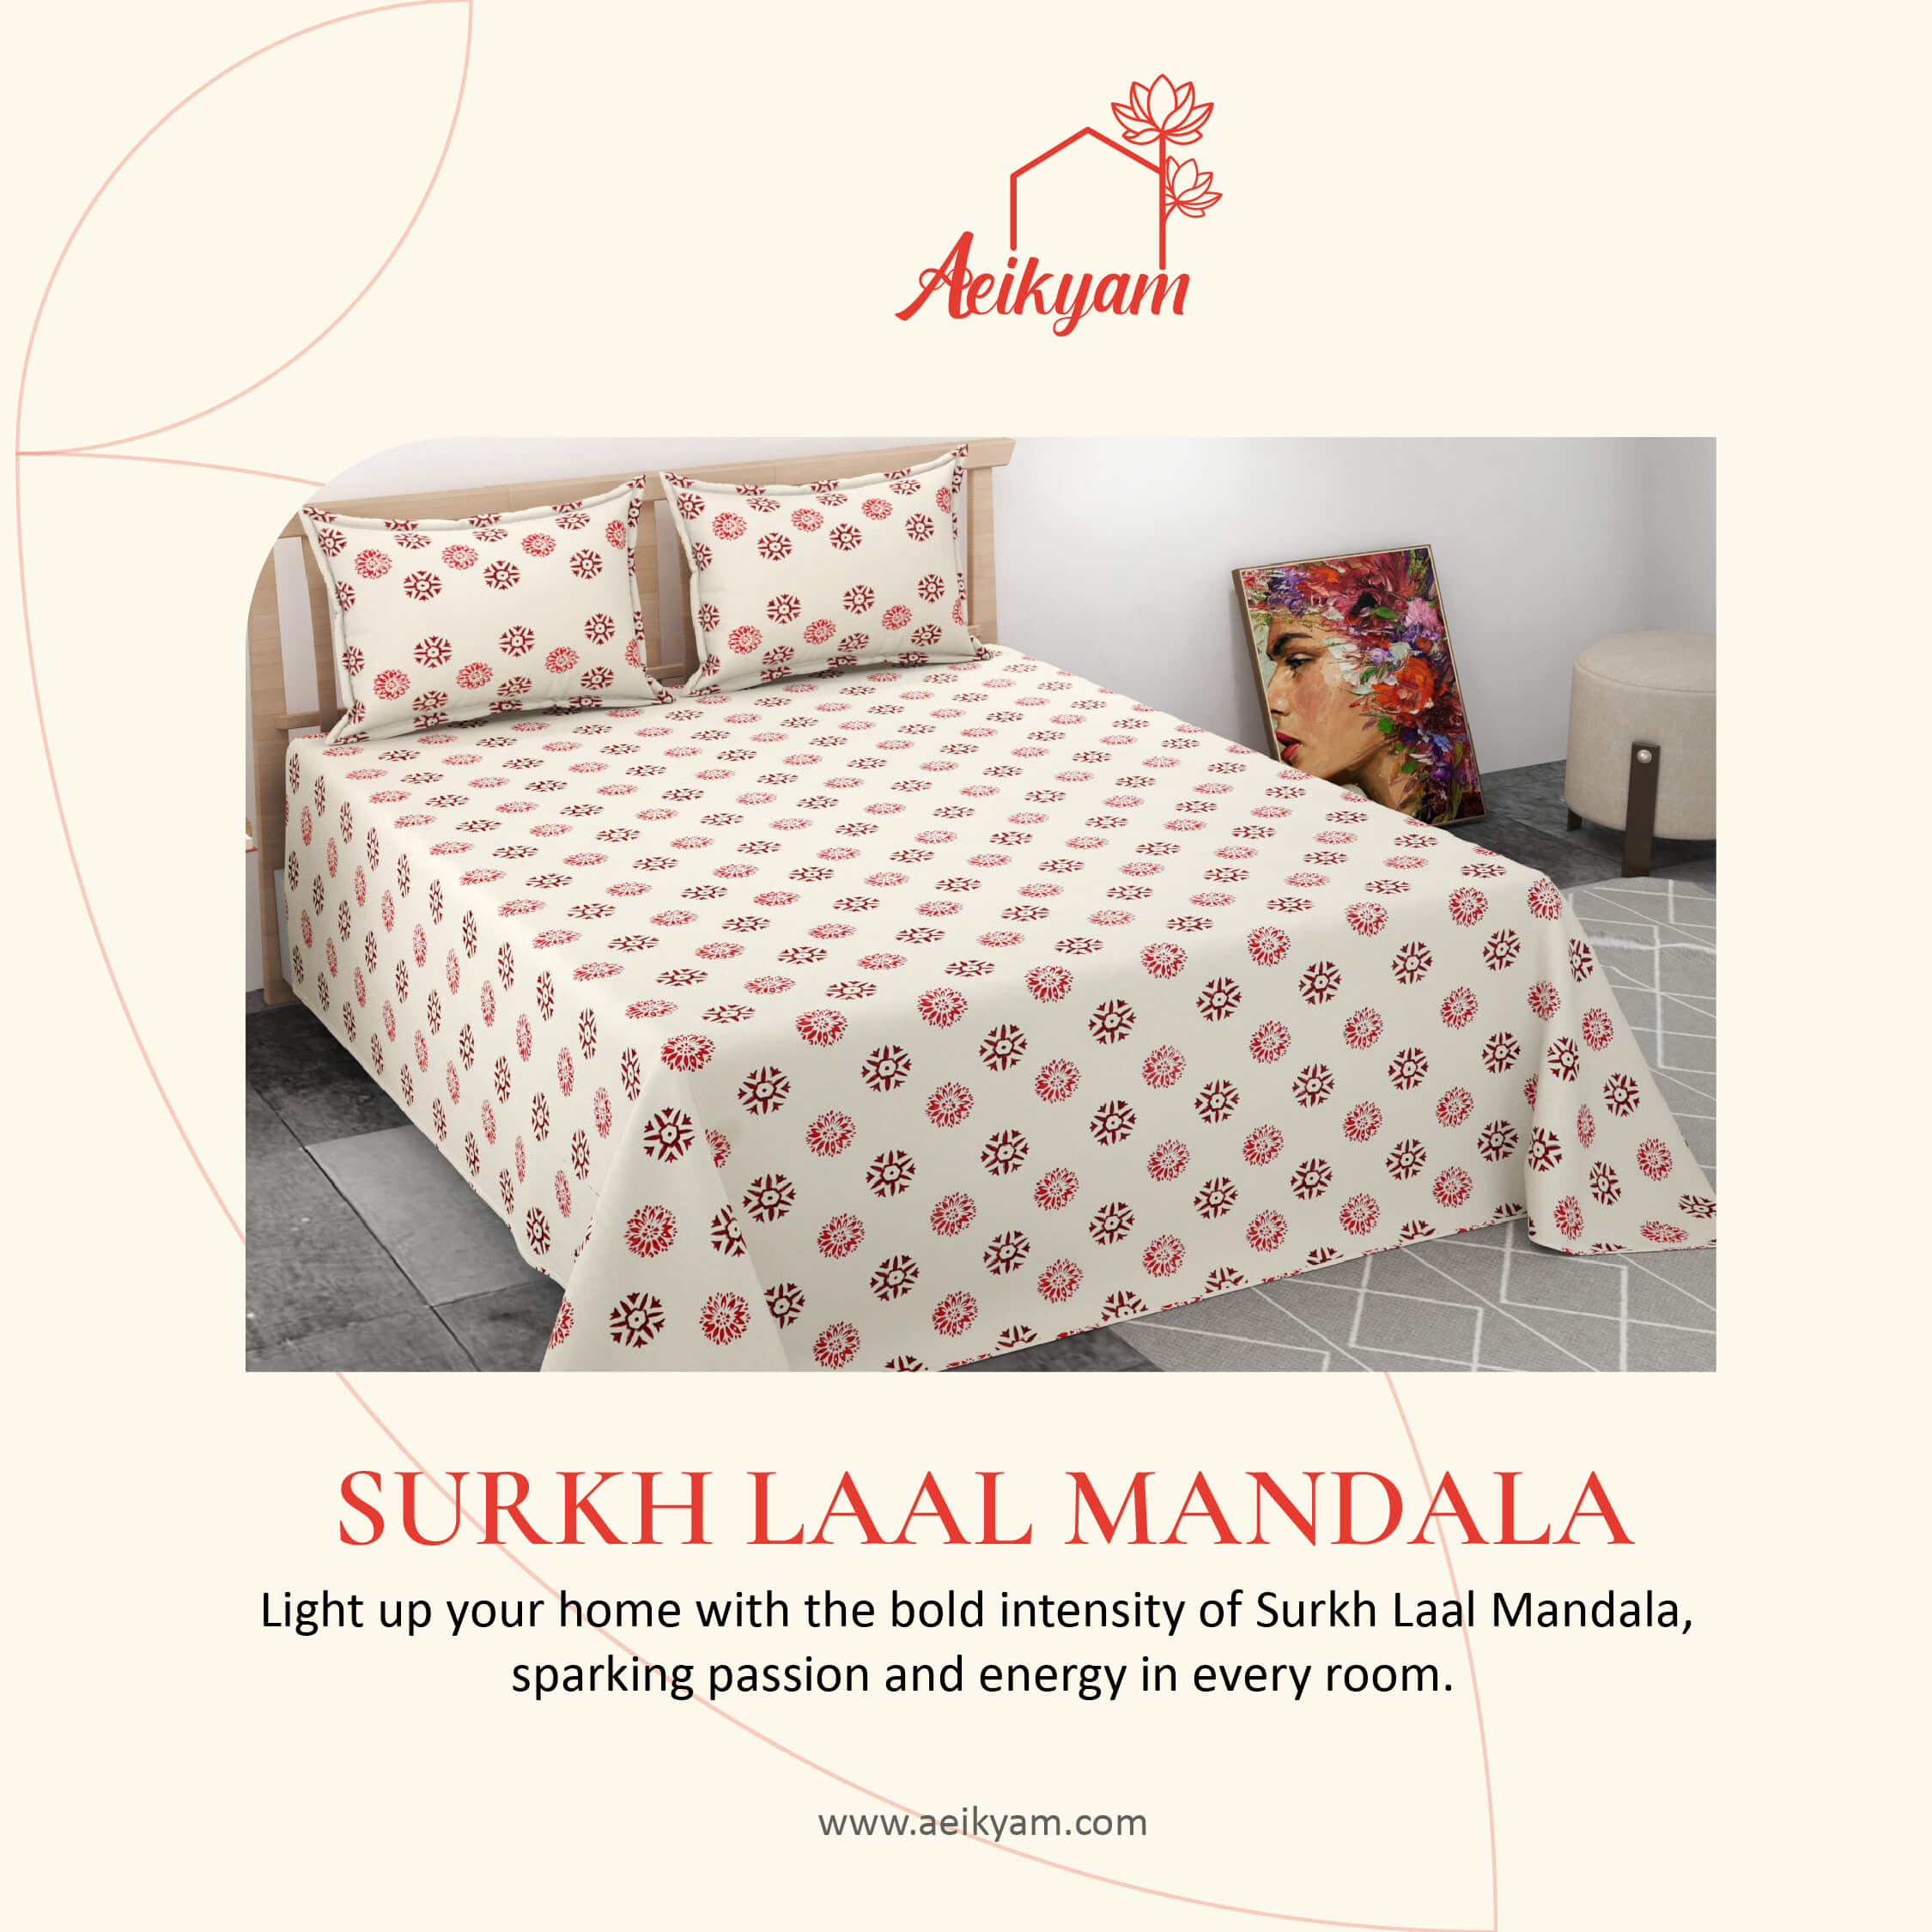 Aeikyam
SURKH LAAL MANDALA
Light up your home with the bold intensity of Surkh Laal Mandala,
sparking passion and energy in every room.
www.aeikyam.com